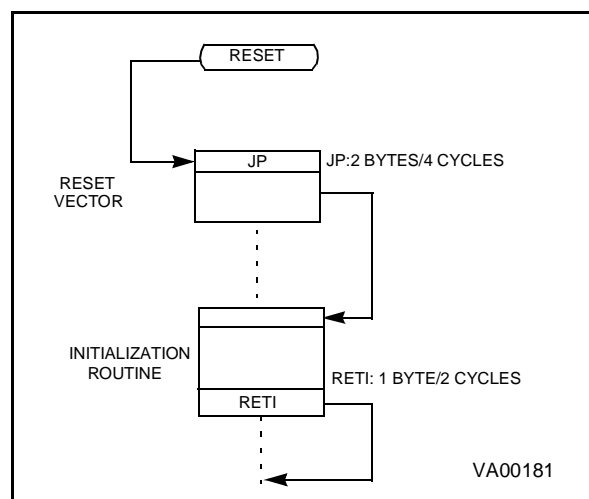 RESET
JP
JP:2 BYTES/4 CYCLES
RESET
VECTOR
INITIALIZATION
ROUTINE
RETI: 1 BYTE/2 CYCLES
RETI
VA00181